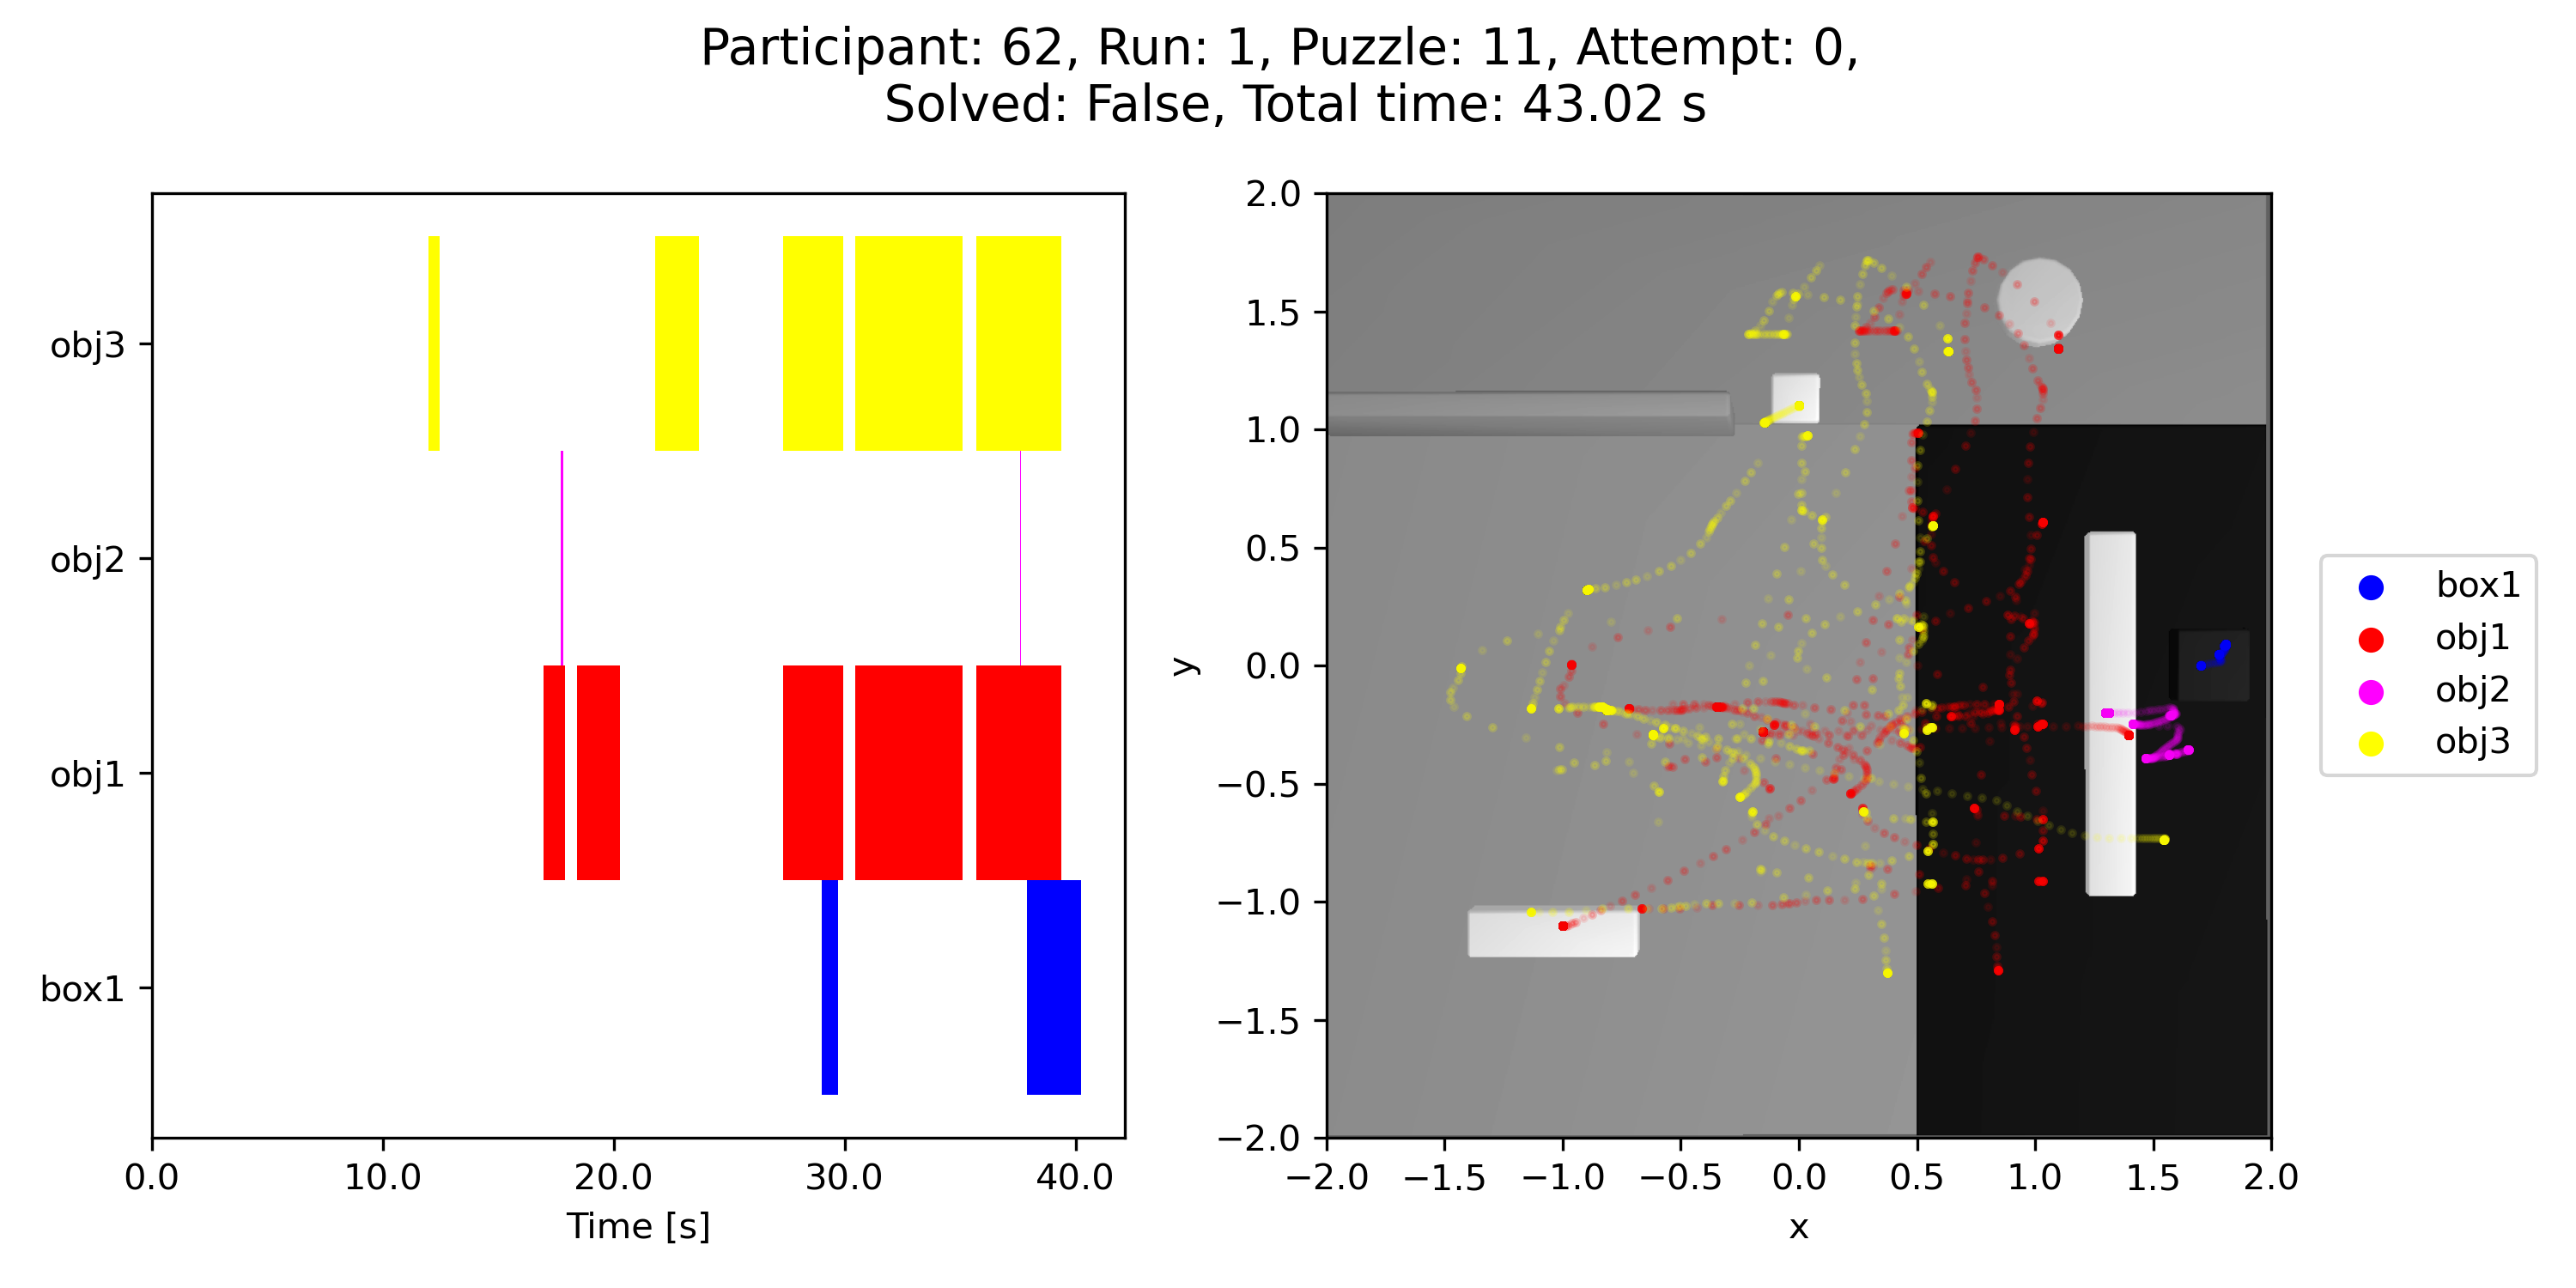 Participant: 62, Run: 1, Puzzle: 11, Attempt: 0,
Solved: False, Total time: 43.02 s
obj3
obj2
obj1
box1
0.0 10.0 20.0 30.0 40.0
Time [s]
2.0
1.5
1.0
0.5
0.0
−0.5
−1.0
−1.5
−2.0
y
−2.0 −1.5 −1.0 −0.5 0.0 0.5 1.0 1.5 2.0
x
box1
obj1
obj2
obj3